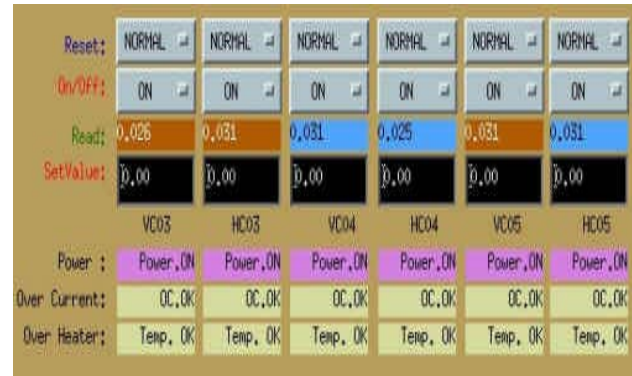 Reset: NORMAL NORMAL NORMAL NORMAL NORMAL NORMAL
On/Off: ON ON ON ON ON ON
Read: 0.026 0.031 0.031 0.025 0.031 0.031
SetValue: 0.00 0.00 0.00 0.00 0.00 0.00
VC03 HC03 VC04 HC04 VC05 HC05
Power : Power.ON Power.ON Power.ON Power.ON Power.ON Power.ON
Over Current: OC.OK OC.OK OC.OK OC.OK OC.OK OC.OK
Over Heater: Temp. OK Temp. OK Temp. OK Temp. OK Temp. OK Temp. OK